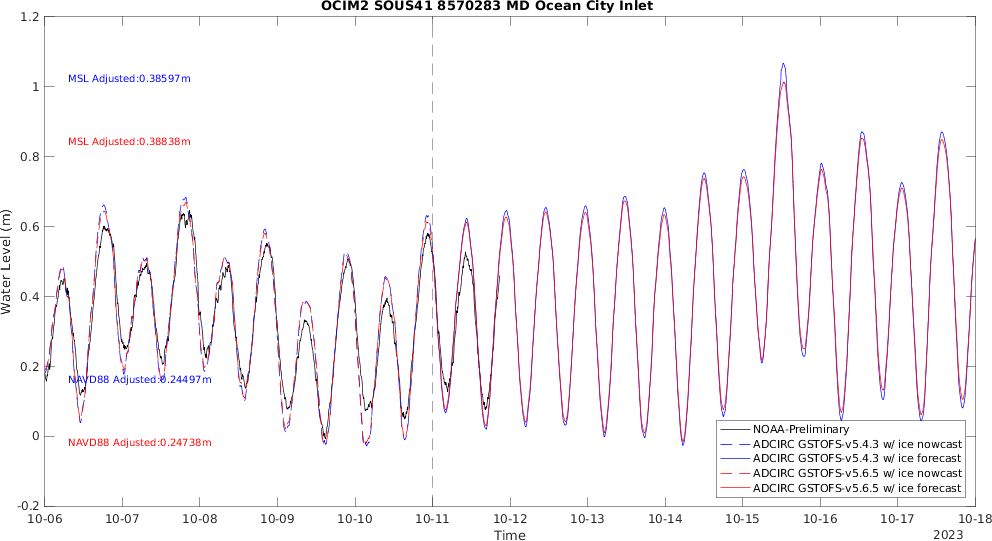 OCIM2 SOUS41 8570283 MD Ocean City Inlet
1.2
1
0.8
0.6
0.4
0.2
0
-0.2
Water Level (m)
MSL Adjusted:0.38597m
MSL Adjusted:0.38838m
NAVD88 Adjusted:0.24497m
NAVD88 Adjusted:0.24738m
NOAA-Preliminary
ADCIRC GSTOFS-v5.4.3 w/ ice nowcast
ADCIRC GSTOFS-v5.4.3 w/ ice forecast
ADCIRC GSTOFS-v5.6.5 w/ ice nowcast
ADCIRC GSTOFS-v5.6.5 w/ ice forecast
10-06 10-07 10-08 10-09 10-10 10-11 10-12 10-13 10-14 10-15 10-16 10-17 10-18
Time
2023